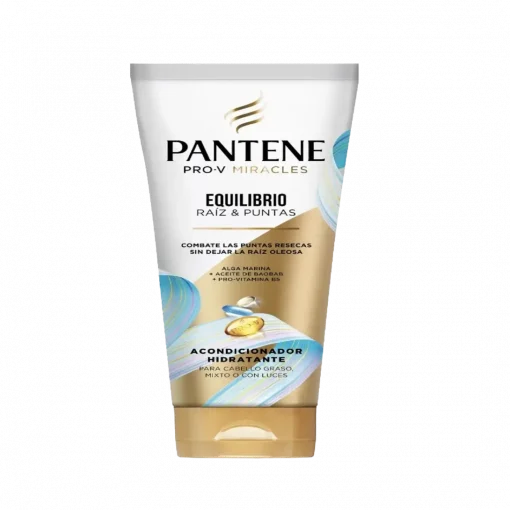 PANTENE
PRO-V MIRACLES
EQUILIBRIO
RAÍZ & PUNTAS
COMBATE LAS PUNTAS RESECAS
SIN DEJAR LA RAÍZ OLEOSA
ALGA MARINA
+ ACEITE DE BAOBAB
+ PRO-VITAMINA B5
ACONDICIONADOR
HIDRATANTE
PARA CABELLO GRASO,
MIXTO O CON LUCES